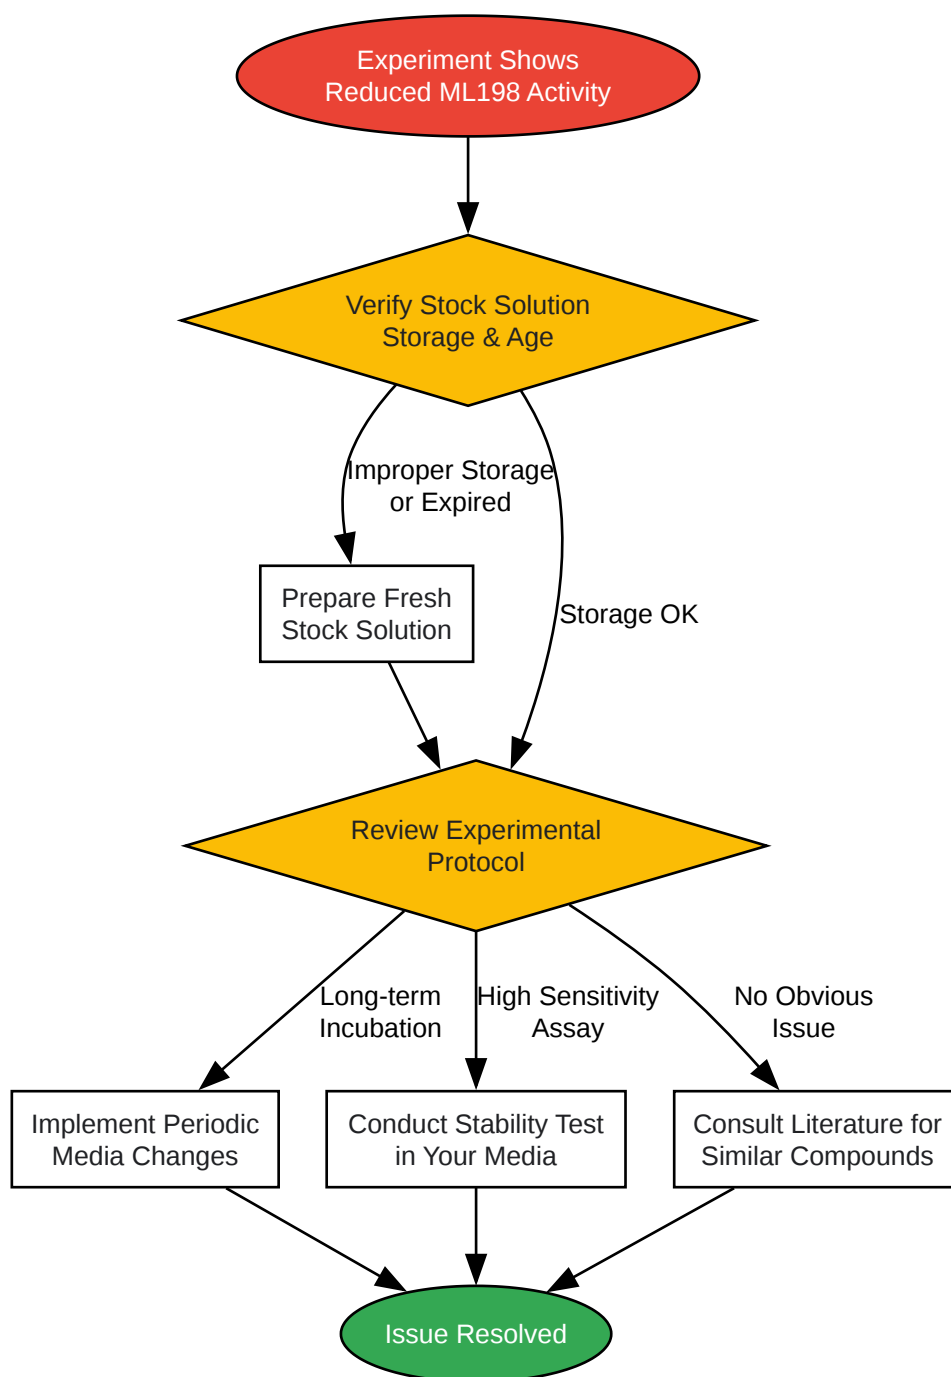 Experiment Shows
Reduced ML198 Activity
Verify Stock Solution
Storage & Age
Improper Storage
or Expired
Prepare Fresh
Stock Solution
Storage OK
Review Experimental
Protocol
Long-term
Incubation
High Sensitivity
Assay
No Obvious
Issue
Implement Periodic
Media Changes
Conduct Stability Test
in Your Media
Consult Literature for
Similar Compounds
Issue Resolved